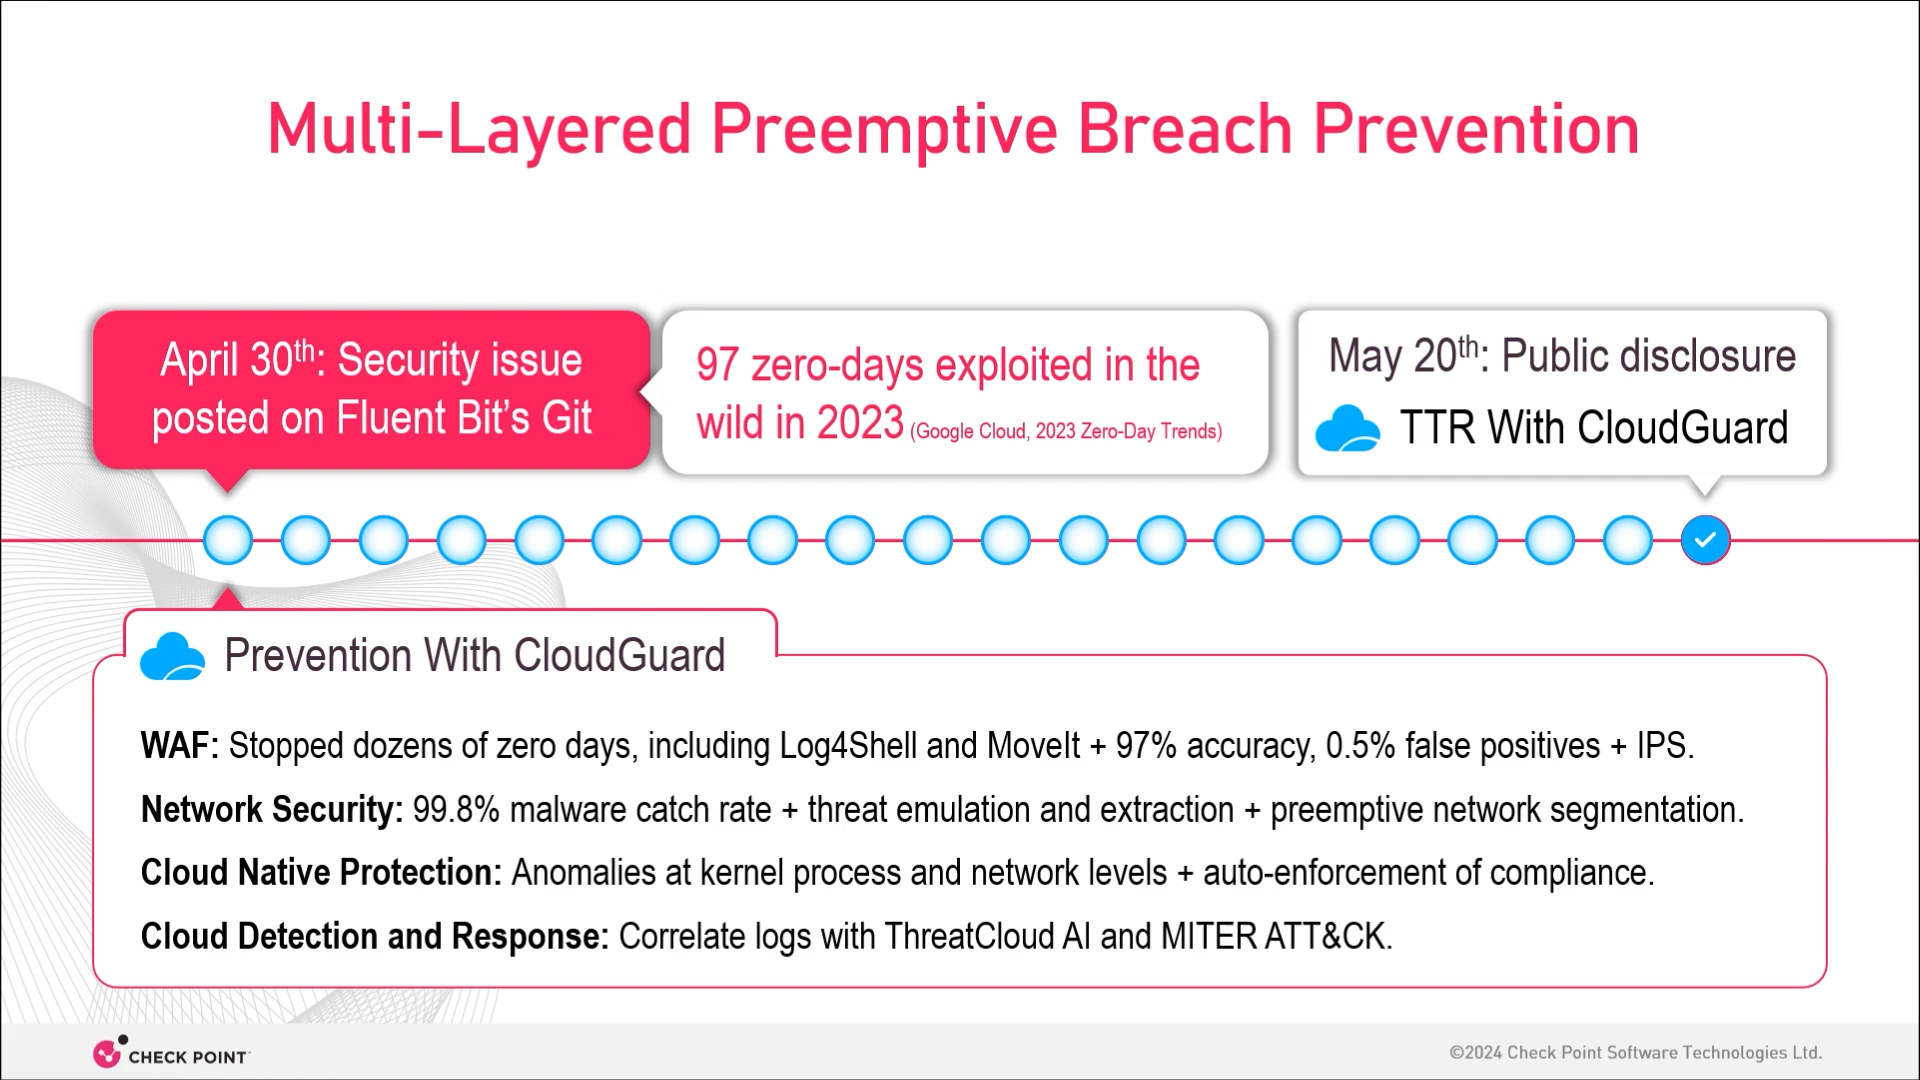 Multi-Layered Preemptive Breach Prevention
April 30th: Security issue
posted on Fluent Bit’s Git
97 zero-days exploited in the
wild in 2023 (Google Cloud, 2023 Zero-Day Trends)
May 20th: Public disclosure
TTR With CloudGuard
Prevention With CloudGuard
WAF: Stopped dozens of zero days, including Log4Shell and MoveIt + 97% accuracy, 0.5% false positives + IPS.
Network Security: 99.8% malware catch rate + threat emulation and extraction + preemptive network segmentation.
Cloud Native Protection: Anomalies at kernel process and network levels + auto-enforcement of compliance.
Cloud Detection and Response: Correlate logs with ThreatCloud AI and MITER ATT&CK.
CHECK POINT
©2024 Check Point Software Technologies Ltd.